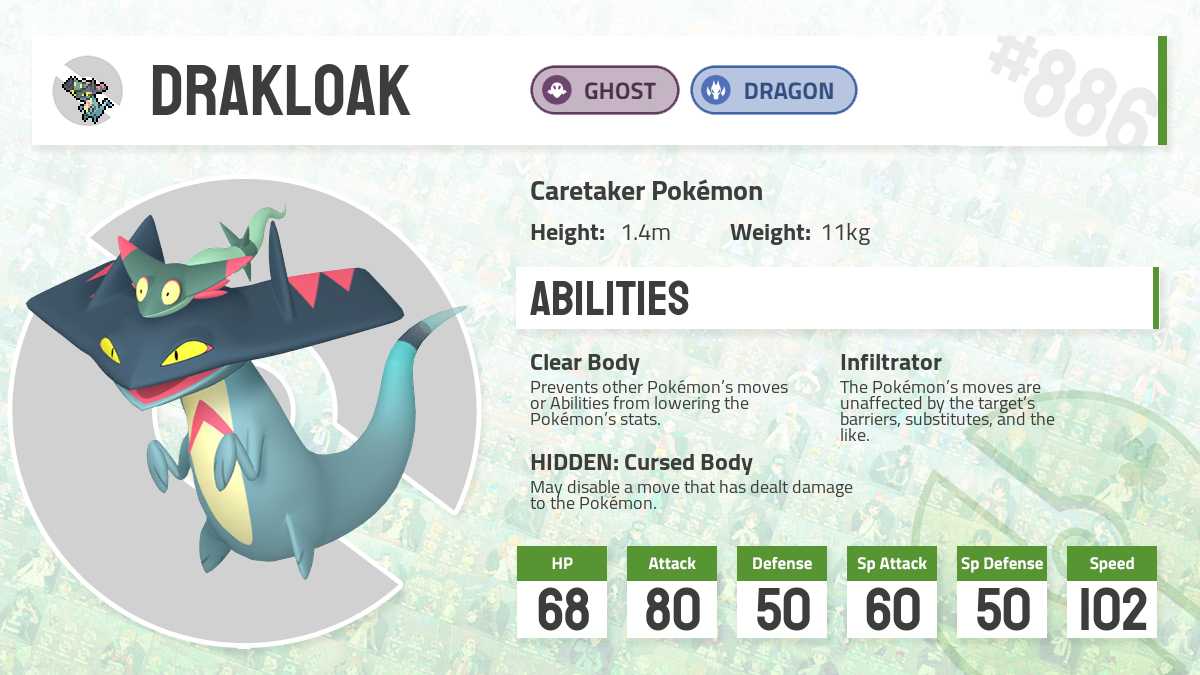 DRAKLOAK
GHOST
DRAGON
#886
Caretaker Pokémon
Height: 1.4m Weight: 11kg
ABILITIES
Clear Body
Prevents other Pokémon's moves
or Abilities from lowering the
Pokémon's stats.
Infiltrator
The Pokémon's moves are
unaffected by the target's
barriers, substitutes, and the
like.
HIDDEN: Cursed Body
May disable a move that has dealt damage
to the Pokémon.
HP Attack Defense Sp Attack Sp Defense Speed
68 80 50 60 50 102